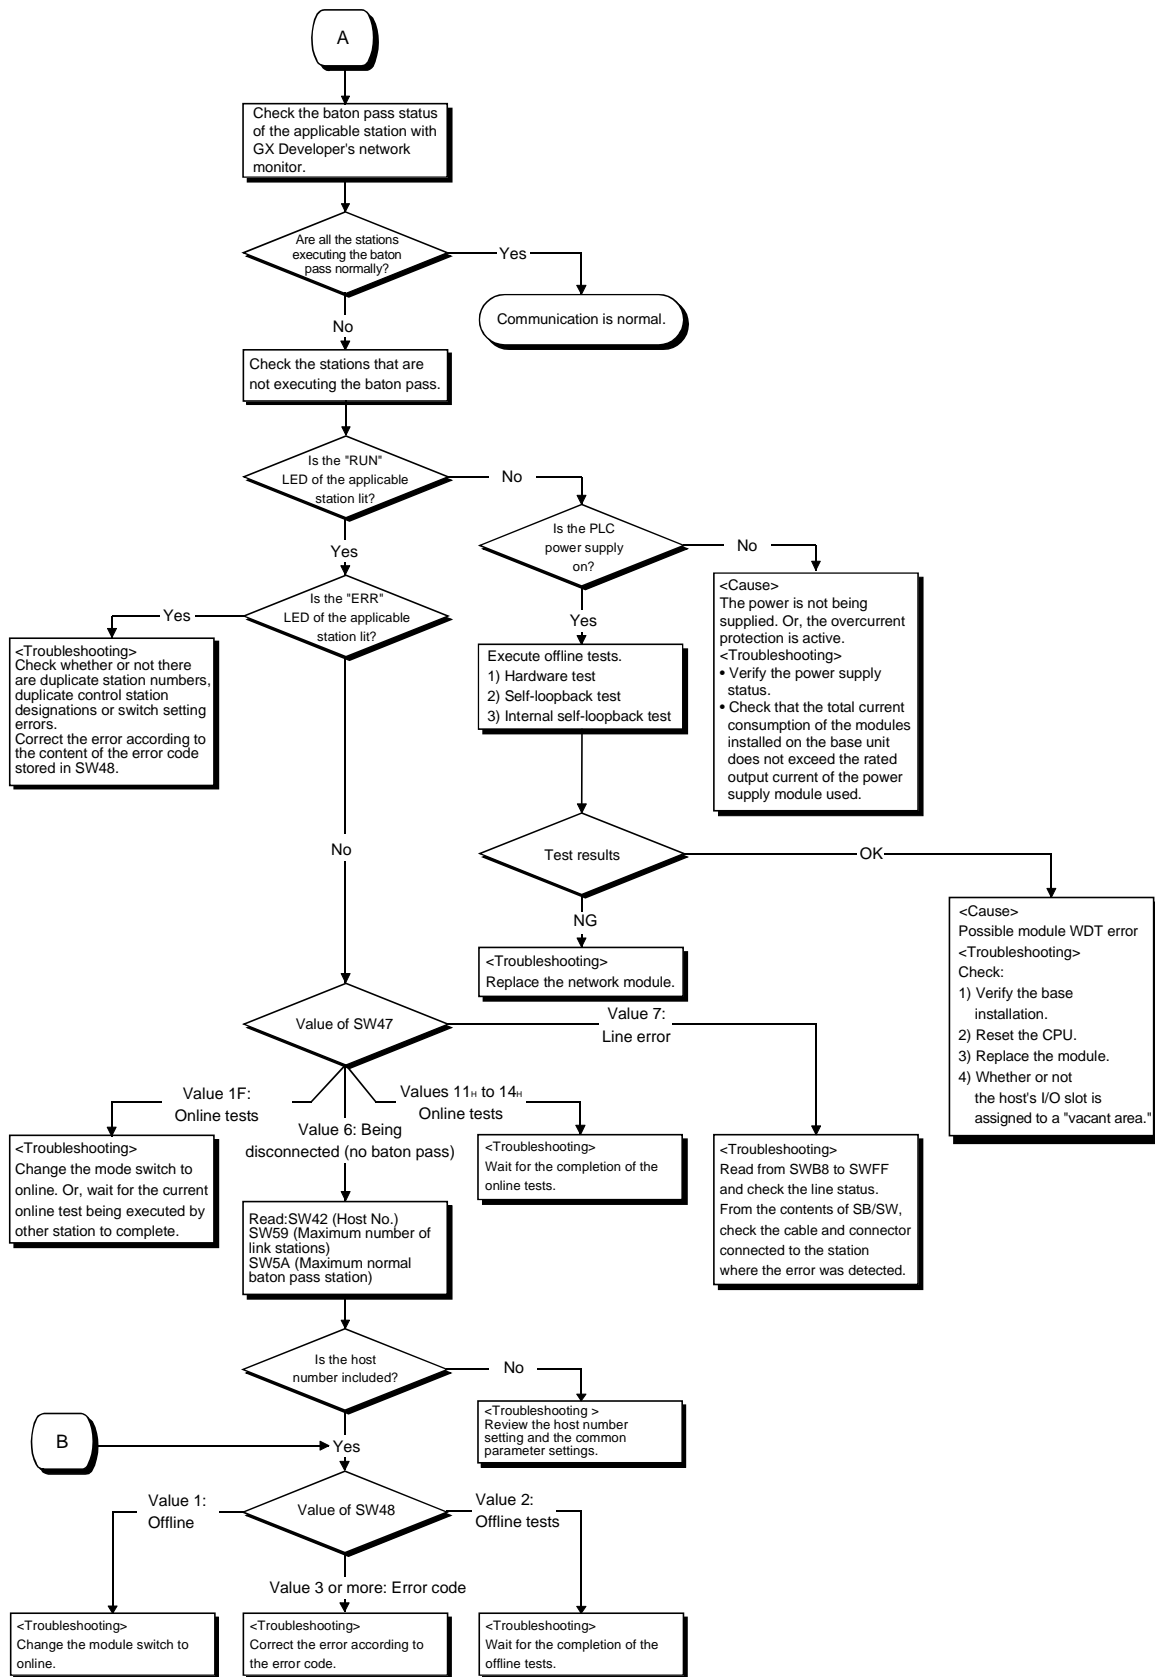 A
Check the baton pass status
of the applicable station with
GX Developer's network
monitor.
Are all the stations
executing the baton
pass normally?
Yes
Communication is normal.
No
Check the stations that are
not executing the baton pass.
Is the "RUN"
LED of the applicable
station lit?
No
Is the PLC
power supply
on?
No
<Cause>
The power is not being
supplied. Or, the overcurrent
protection is active.
<Troubleshooting>
• Verify the power supply
status.
• Check that the total current
consumption of the modules
installed on the base unit
does not exceed the rated
output current of the power
supply module used.
Yes
Is the "ERR"
LED of the applicable
station lit?
Yes
<Troubleshooting>
Check whether or not there
are duplicate station numbers,
duplicate control station
designations or switch setting
errors.
Correct the error according to
the content of the error code
stored in SW48.
Yes
Execute offline tests.
1) Hardware test
2) Self-loopback test
3) Internal self-loopback test
Test results
OK
<Cause>
Possible module WDT error
<Troubleshooting>
Check:
1) Verify the base
installation.
2) Reset the CPU.
3) Replace the module.
4) Whether or not
the host's I/O slot is
assigned to a "vacant area."
NG
<Troubleshooting>
Replace the network module.
No
Value of SW47
Value 7:
Line error
Value 1F:
Online tests
Value 6: Being
disconnected (no baton pass)
Values 11H to 14H
Online tests
<Troubleshooting>
Change the mode switch to
online. Or, wait for the current
online test being executed by
other station to complete.
<Troubleshooting>
Wait for the completion of the
online tests.
<Troubleshooting>
Read from SWB8 to SWFF
and check the line status.
From the contents of SB/SW,
check the cable and connector
connected to the station
where the error was detected.
Read:SW42 (Host No.)
SW59 (Maximum number of
link stations)
SW5A (Maximum normal
baton pass station)
Is the host
number included?
No
<Troubleshooting >
Review the host number
setting and the common
parameter settings.
B
Yes
Value of SW48
Value 1:
Offline
Value 2:
Offline tests
Value 3 or more: Error code
<Troubleshooting>
Change the module switch to
online.
<Troubleshooting>
Correct the error according to
the error code.
<Troubleshooting>
Wait for the completion of the
offline tests.